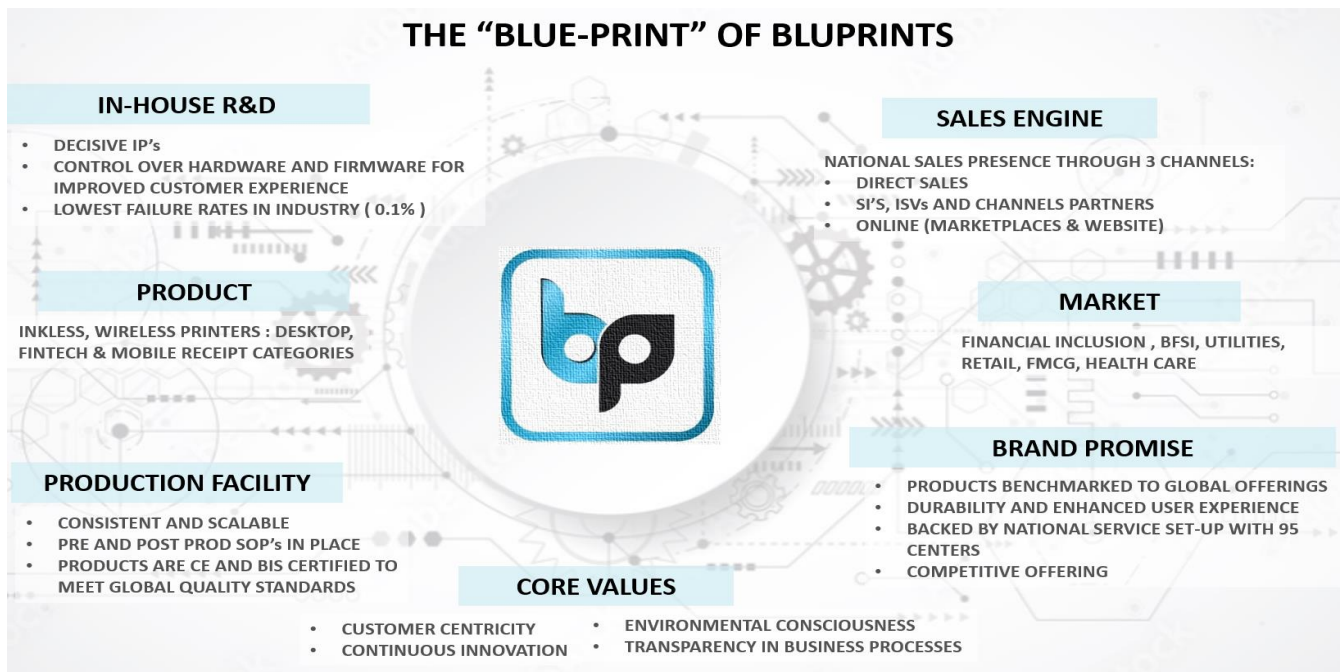 THE “BLUE-PRINT” OF BLUPRINTS
IN-HOUSE R&D
• DECISIVE IP's
• CONTROL OVER HARDWARE AND FIRMWARE FOR
IMPROVED CUSTOMER EXPERIENCE
• LOWEST FAILURE RATES IN INDUSTRY ( 0.1% )
PRODUCT
INKLESS, WIRELESS PRINTERS : DESKTOP,
FINTECH & MOBILE RECEIPT CATEGORIES
PRODUCTION FACILITY
• CONSISTENT AND SCALABLE
• PRE AND POST PROD SOP's IN PLACE
• PRODUCTS ARE CE AND BIS CERTIFIED TO
MEET GLOBAL QUALITY STANDARDS
bp
SALES ENGINE
NATIONAL SALES PRESENCE THROUGH 3 CHANNELS:
• DIRECT SALES
• SI'S, ISVs AND CHANNELS PARTNERS
• ONLINE (MARKETPLACES & WEBSITE)
MARKET
FINANCIAL INCLUSION , BFSI, UTILITIES,
RETAIL, FMCG, HEALTH CARE
BRAND PROMISE
• PRODUCTS BENCHMARKED TO GLOBAL OFFERINGS
• DURABILITY AND ENHANCED USER EXPERIENCE
• BACKED BY NATIONAL SERVICE SET-UP WITH 95
CENTERS
• COMPETITIVE OFFERING
CORE VALUES
• CUSTOMER CENTRICITY
• CONTINUOUS INNOVATION
• ENVIRONMENTAL CONSCIOUSNESS
• TRANSPARENCY IN BUSINESS PROCESSES